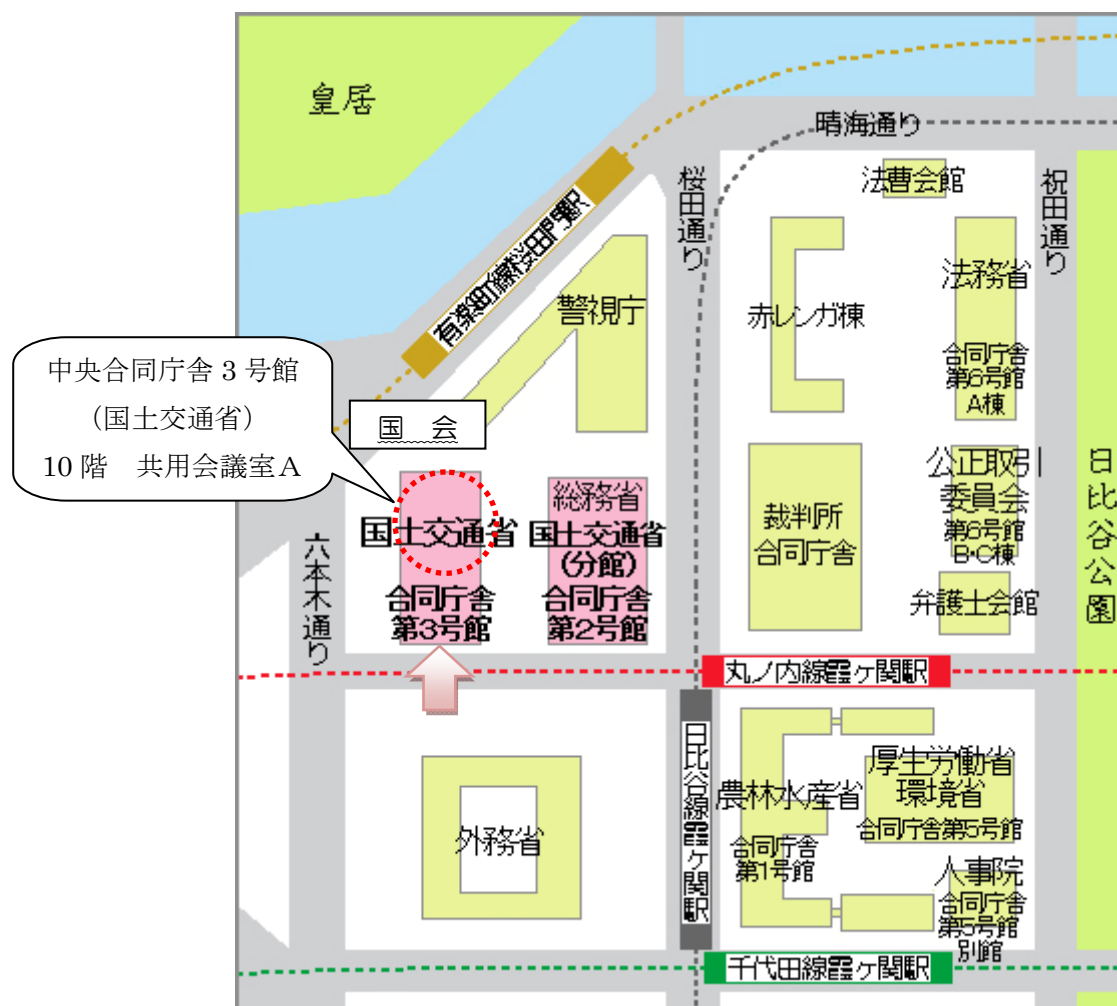 皇居
晴海通り
法曹会館
桜田通り
祝田通り
有楽町線桜田門駅
警視庁
赤レンガ棟
法務省
合同庁舎
第6号館
A棟
中央合同庁舎 3 号館
（国土交通省）
10 階　共用会議室A
国　会
総務省
国土交通省
(分館)
合同庁舎
第2号館
国土交通省
合同庁舎
第3号館
六本木通り
裁判所
合同庁舎
公正取引
委員会
第6号館
B・C棟
弁護士会館
日比谷公園
丸ノ内線霞ヶ関駅
日比谷線霞ヶ関駅
外務省
農林水産省
合同庁舎
第1号館
厚生労働省
環境省
合同庁舎第5号館
人事院
合同庁舎
第5号館
別館
千代田線霞ヶ関駅